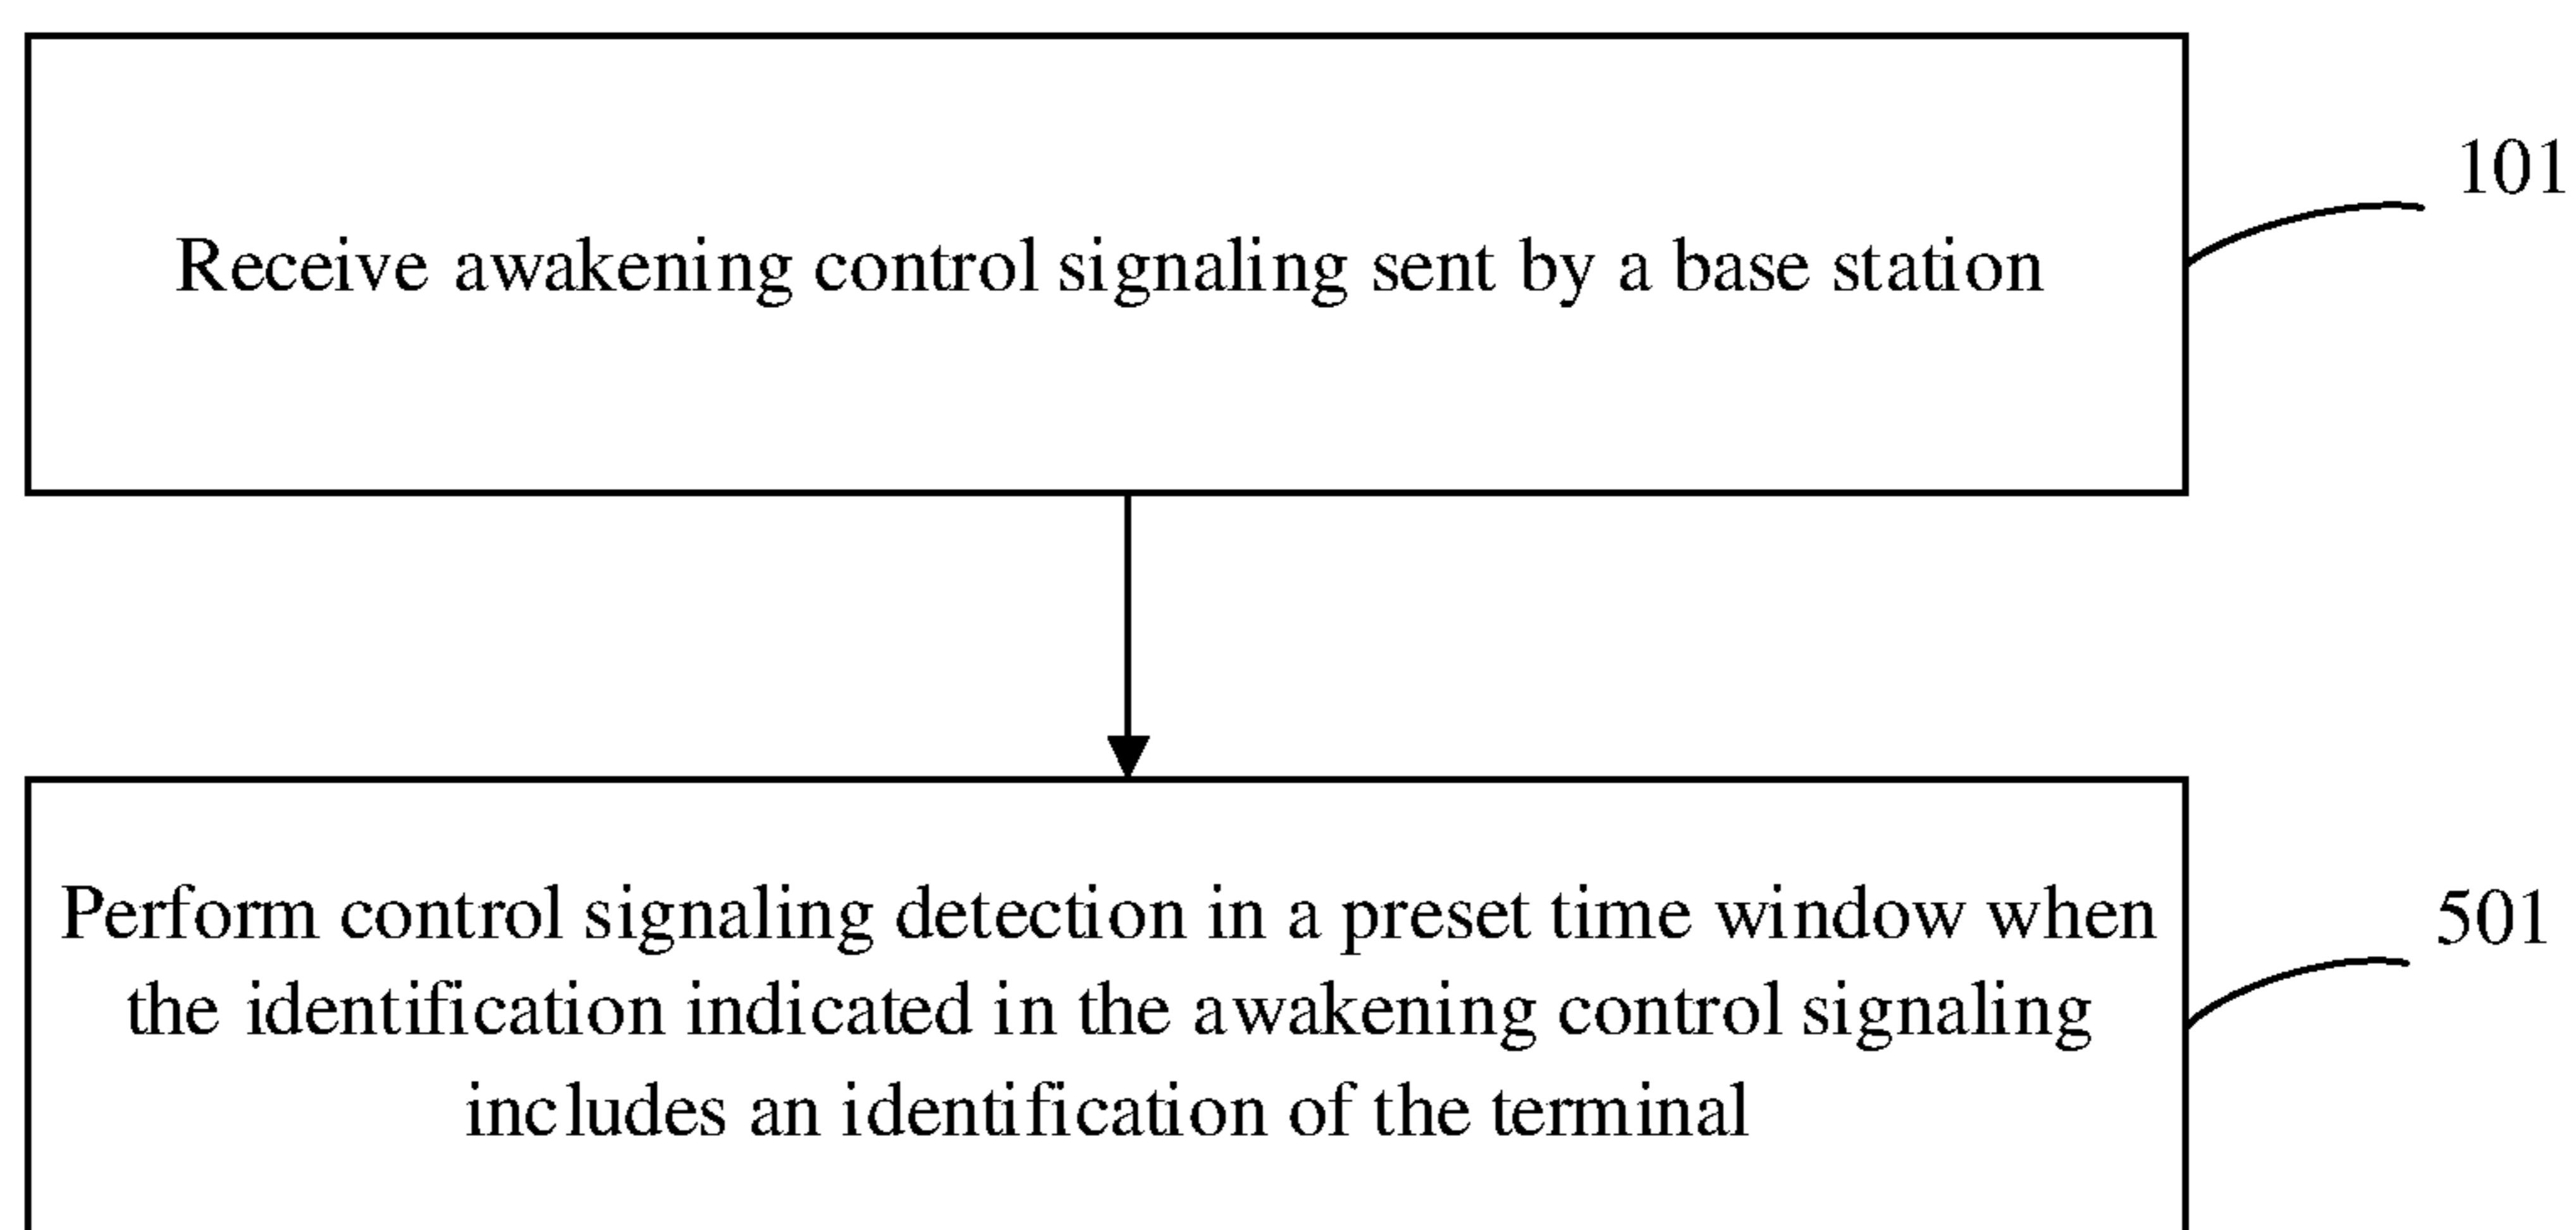 101
Receive awakening control signaling sent by a base station
Perform control signaling detection in a preset time window when
the identification indicated in the awakening control signaling
includes an identification of the terminal
501